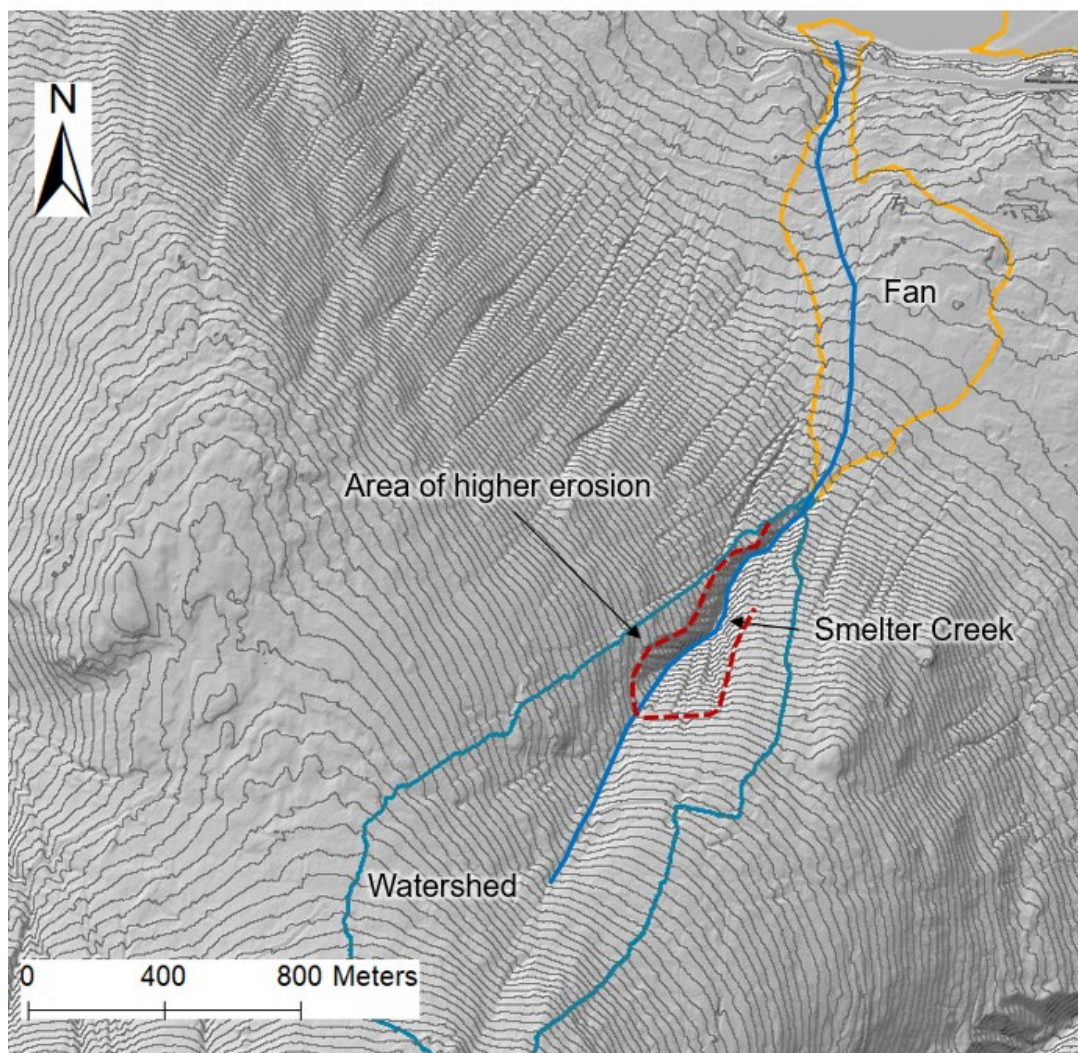 N
Fan
Area of higher erosion
Smelter Creek
Watershed
0 400 800 Meters